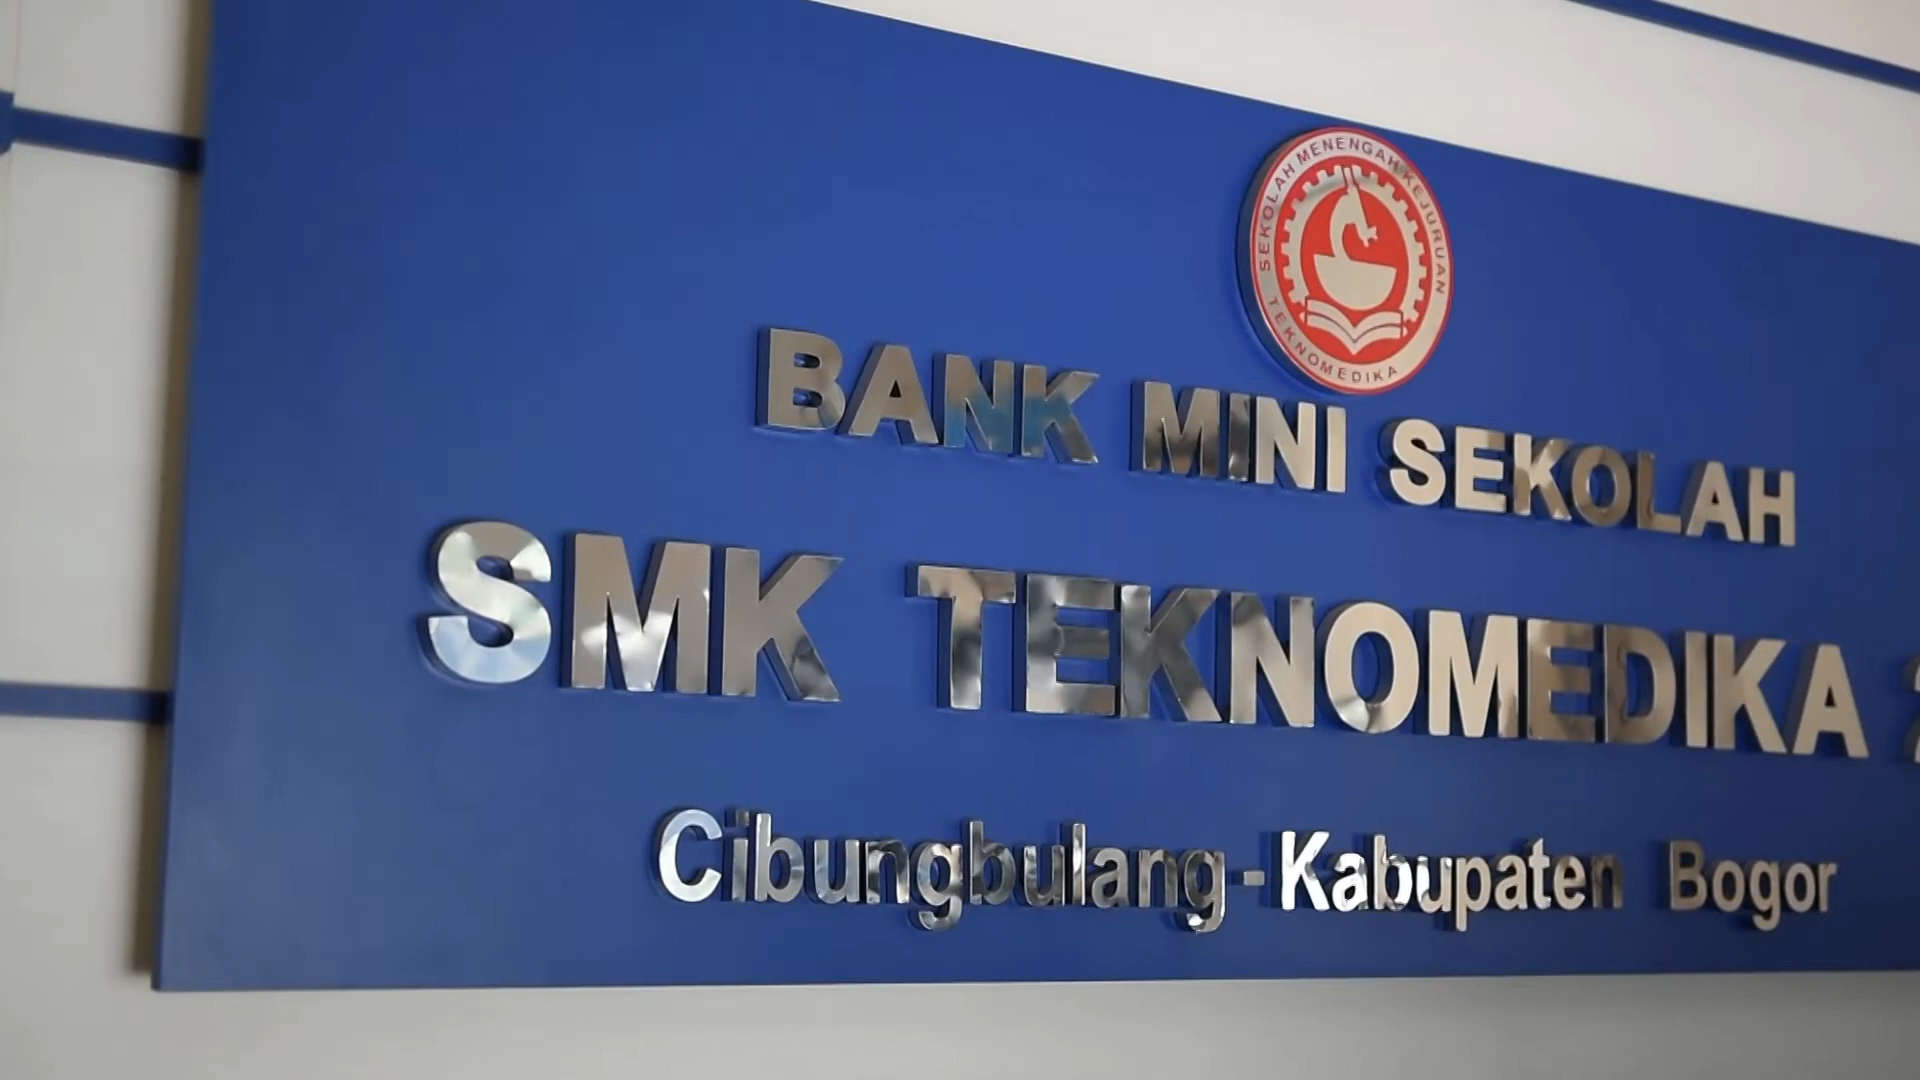 SEKOLAH MENENGAH KEJURUAN
TEKNOMEDIKA
BANK MINI SEKOLAH
SMK TEKNOMEDIKA
Cibungbulang-Kabupaten Bogor